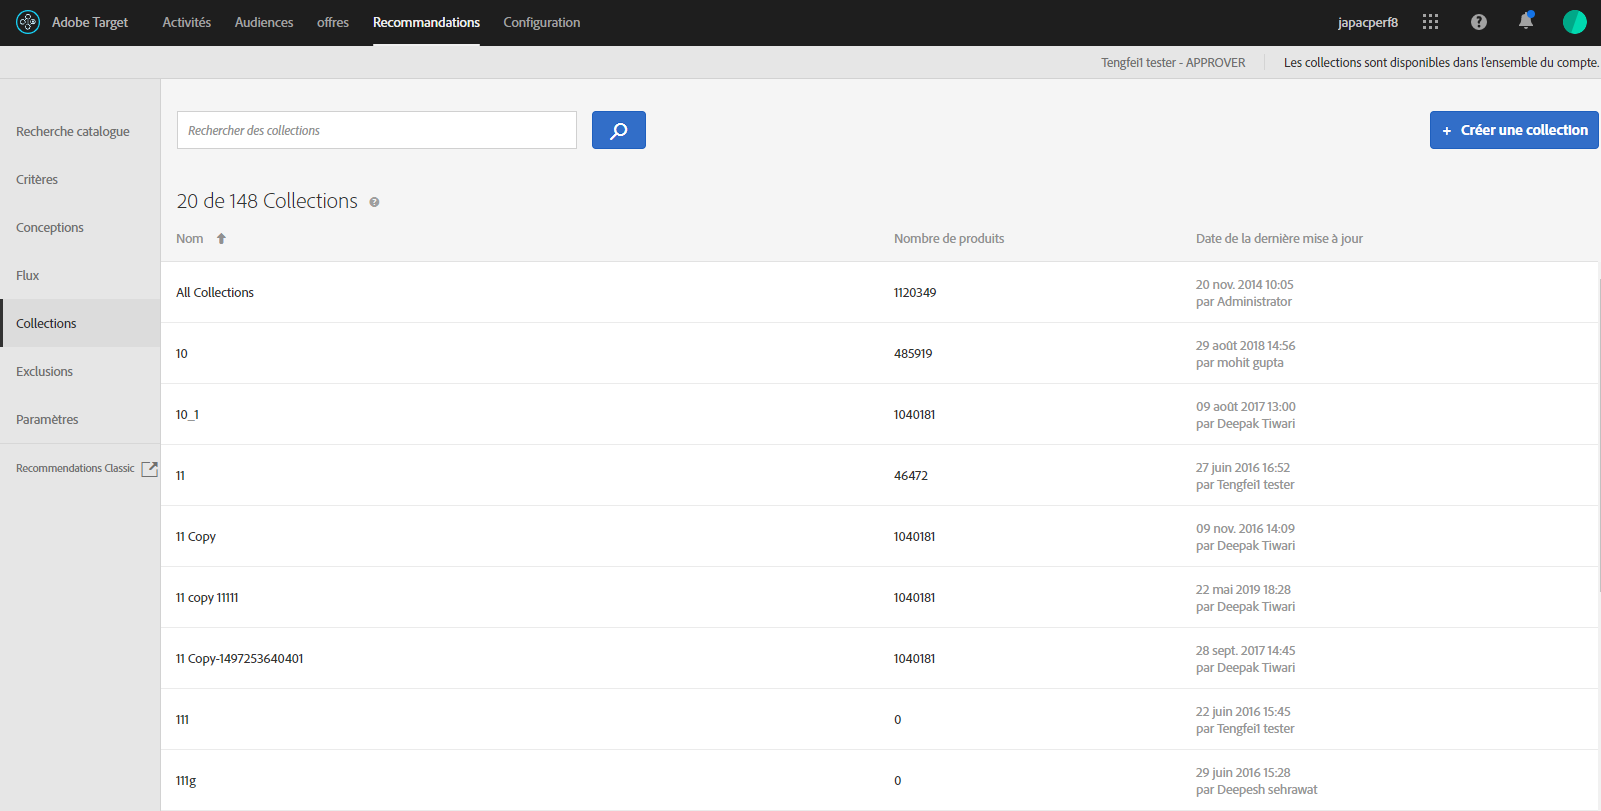 Adobe Target
Activités
Audiences
offres
Recommandations
Configuration
japacperf8
Tengfei1 tester - APPROVER
Les collections sont disponibles dans l'ensemble du compte.
Recherche catalogue
Critères
Conceptions
Flux
Collections
Exclusions
Paramètres
Recommendations Classic
Rechercher des collections
+ Créer une collection
20 de 148 Collections
Nom
Nombre de produits
Date de la dernière mise à jour
All Collections
1120349
20 nov. 2014 10:05
par Administrator
10
485919
29 août 2018 14:56
par mohit gupta
10_1
1040181
09 août 2017 13:00
par Deepak Tiwari
11
46472
27 juin 2016 16:52
par Tengfei1 tester
11 Copy
1040181
09 nov. 2016 14:09
par Deepak Tiwari
11 copy 11111
1040181
22 mai 2019 18:28
par Deepak Tiwari
11 Copy-1497253640401
1040181
28 sept. 2017 14:45
par Deepak Tiwari
111
0
22 juin 2016 15:45
par Tengfei1 tester
111g
0
29 juin 2016 15:28
par Deepesh sehrawat